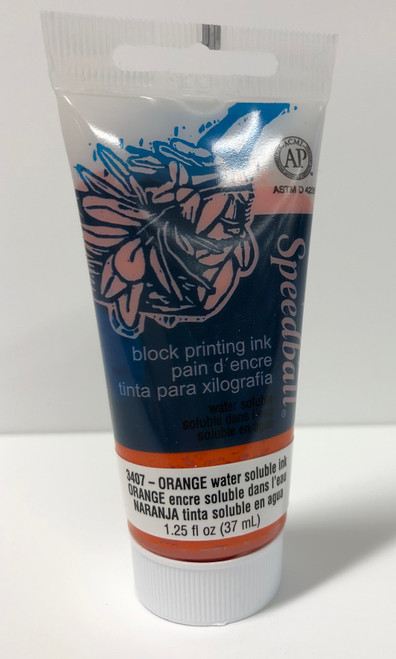 ACMI
AP
ASTM D 423
Speedball®
block printing ink
pain d´encre
tinta para xilografía
water soluble
soluble dans l'eau
soluble en
3407 – ORANGE water soluble ink
ORANGE encre soluble dans l'eau
NARANJA tinta soluble en agua
1.25 fl oz (37 mL)